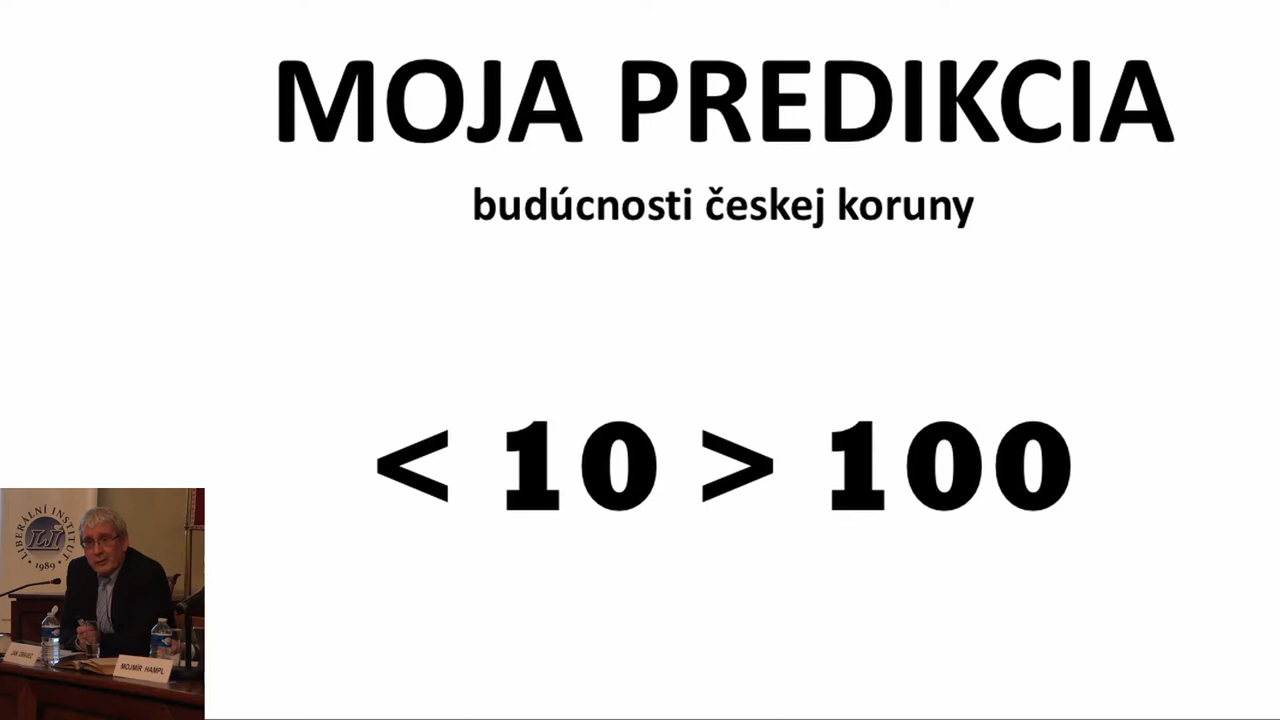 MOJA PREDIKCIA
budúcnosti českej koruny
< 10 > 100
LIBERÁLNÍ INSTITUT
LI
• 1989 •
MOJMÍR HAMPL